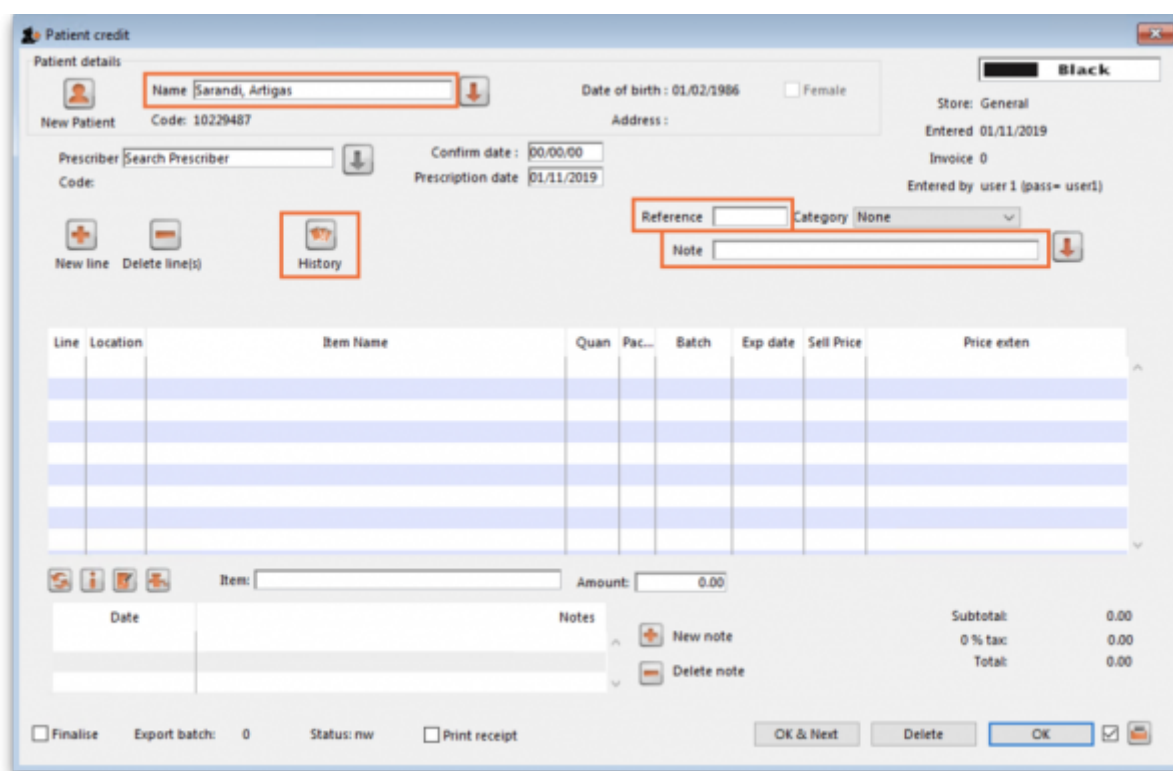 Patient credit
Patient details
Black
Name Sarandi, Artigas
Date of birth : 01/02/1986
Female
Store: General
New Patient
Code: 10229487
Address :
Entered 01/11/2019
Prescriber Search Prescriber
Confirm date : 00/00/00
Invoice 0
Code:
Prescription date 01/11/2019
Entered by user 1 (pass= user1)
Reference
Category None
Note
New line
Delete line(s)
History
Line Location Item Name Quan Pac... Batch Exp date Sell Price Price exten
Item:
Amount: 0.00
Date Notes
Subtotal: 0.00
New note
0 % tax: 0.00
Total: 0.00
Delete note
Finalise
Export batch: 0
Status: nw
Print receipt
OK & Next
Delete
OK